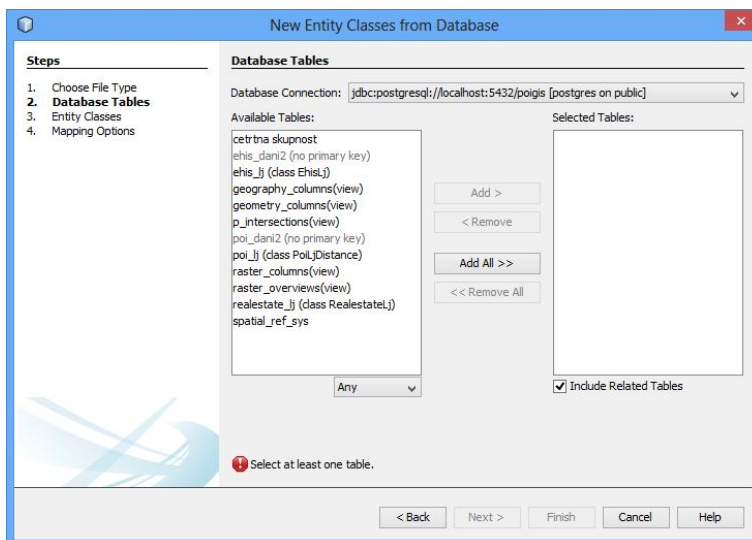 New Entity Classes from Database
Steps
1. Choose File Type
2. Database Tables
3. Entity Classes
4. Mapping Options
Database Tables
Database Connection: jdbc:postgresql://localhost:5432/poigis [postgres on public]
Available Tables:
cetrtna skupnost
ehis_dani2 (no primary key)
ehis_lj (class EhisLj)
geography_columns(view)
geometry_columns(view)
p_intersections(view)
poi_dani2 (no primary key)
poi_lj (class PoiLjDistance)
raster_columns(view)
raster_overviews(view)
realestate_lj (class RealestateLj)
spatial_ref_sys
Any
Add >
< Remove
Add All >>
<< Remove All
Selected Tables:
Include Related Tables
Select at least one table.
< Back Next > Finish Cancel Help